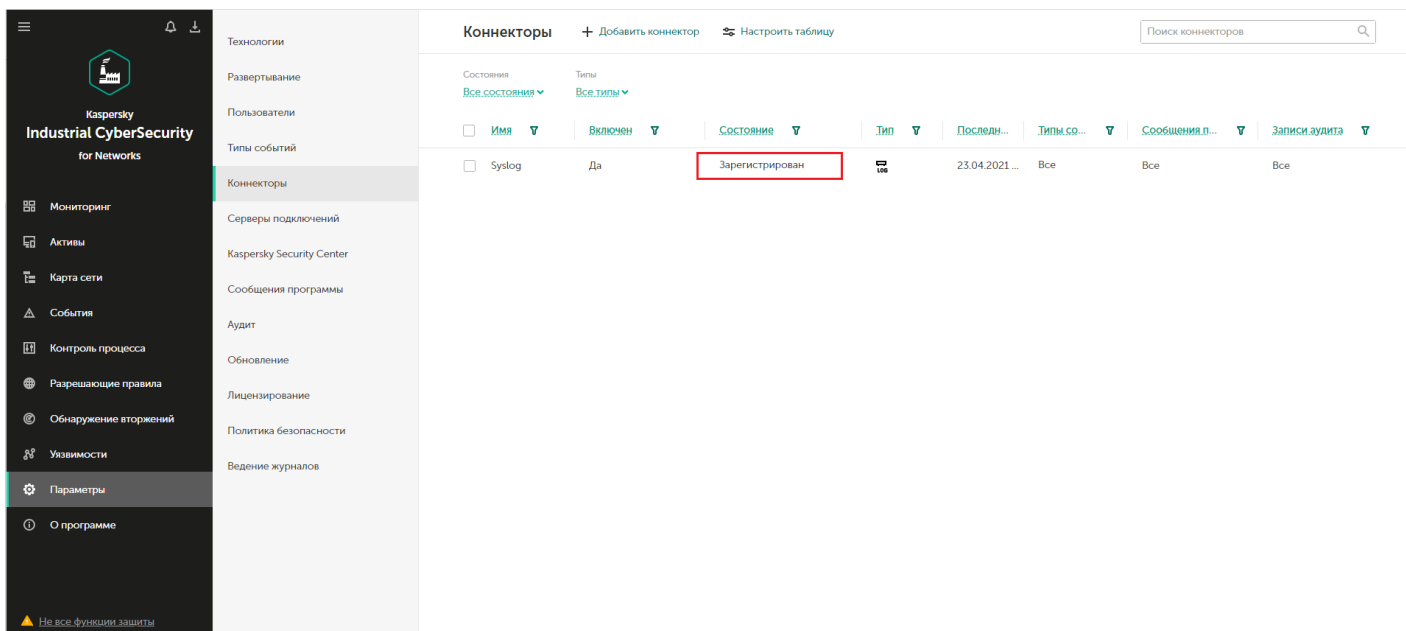 Kaspersky
Industrial CyberSecurity
for Networks
Мониторинг
Активы
Карта сети
События
Контроль процесса
Разрешающие правила
Обнаружение вторжений
Уязвимости
Параметры
О программе
Не все функции защиты
Технологии
Развертывание
Пользователи
Типы событий
Коннекторы
Серверы подключений
Kaspersky Security Center
Сообщения программы
Аудит
Обновление
Лицензирование
Политика безопасности
Ведение журналов
Коннекторы + Добавить коннектор Настроить таблицу Поиск коннекторов
Состояния Типы
Все состояния Все типы
Имя Включен Состояние Тип Последн... Типы со... Сообщения п... Записи аудита
Syslog Да Зарегистрирован LOG 23.04.2021 ... Все Все Все